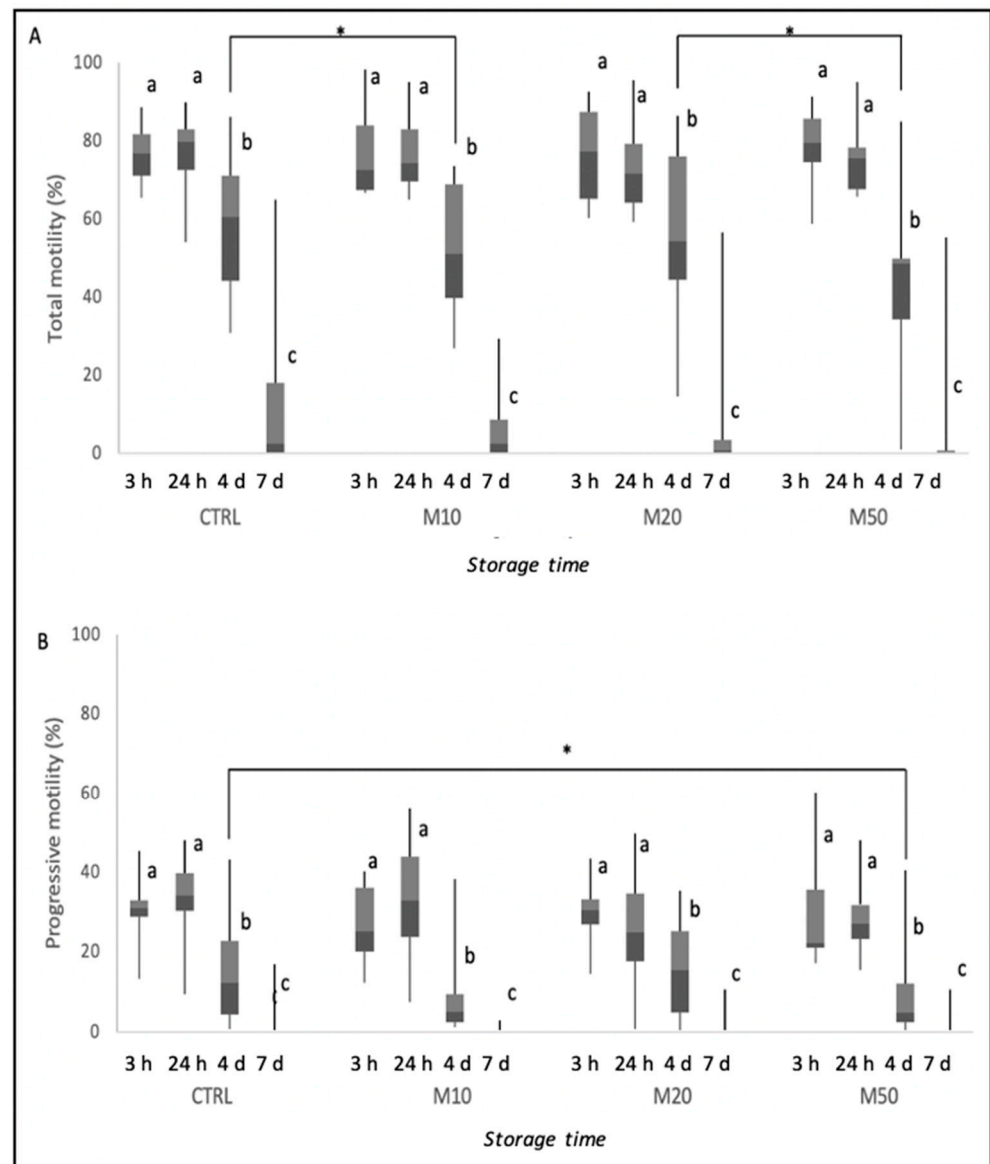 A
*
*
100
a
a
a
a
a
a
a
a
80
b
b
b
60
b
Total motility (%)
40
c
c
c
c
20
0
3 h 24 h 4 d 7 d 3 h 24 h 4 d 7 d 3 h 24 h 4 d 7 d 3 h 24 h 4 d 7 d
CTRL M10 M20 M50
Storage time
B
100
80
*
60
a
a
a
a
a
a
a
a
40
Progressive motility (%)
b
b
b
b
20
c
c
c
c
0
3 h 24 h 4 d 7 d 3 h 24 h 4 d 7 d 3 h 24 h 4 d 7 d 3 h 24 h 4 d 7 d
CTRL M10 M20 M50
Storage time